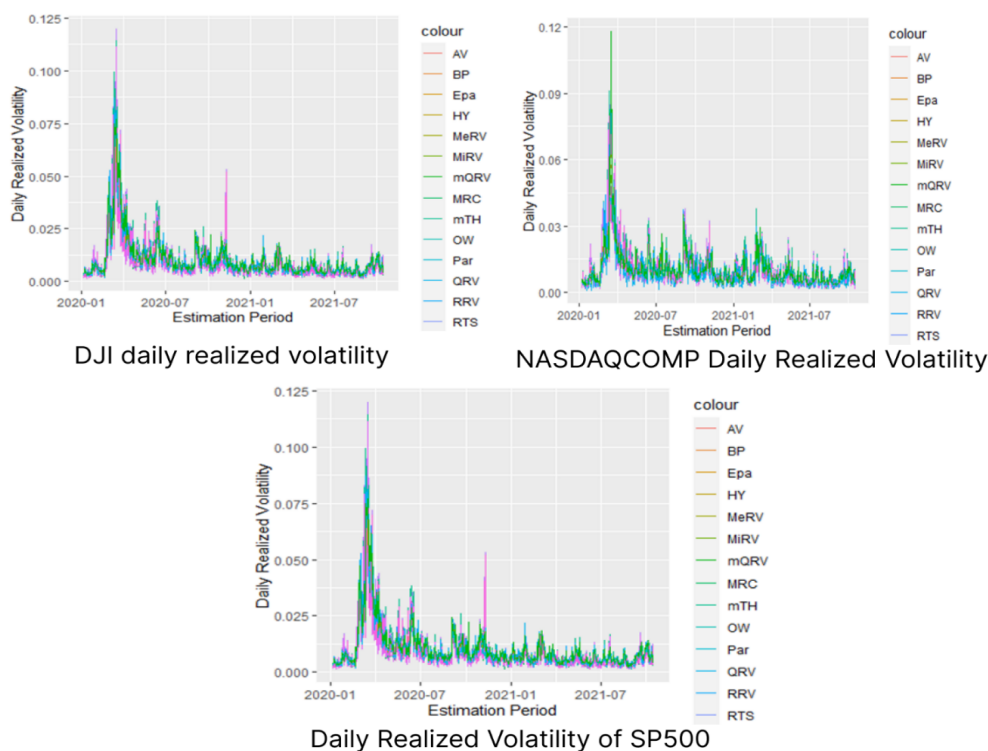 Daily Realized Volatility
0.125
0.100
0.075
0.050
0.025
0.000
2020-01 2020-07 2021-01 2021-07
Estimation Period
colour
AV
BP
Epa
HY
MeRV
MiRV
mQRV
MRC
mTH
OW
Par
QRV
RRV
RTS
DJI daily realized volatility
Daily Realized Volatility
0.12
0.09
0.06
0.03
0.00
2020-01 2020-07 2021-01 2021-07
Estimation Period
colour
AV
BP
Epa
HY
MeRV
MiRV
mQRV
MRC
mTH
OW
Par
QRV
RRV
RTS
NASDAQCOMP Daily Realized Volatility
Daily Realized Volatility
0.125
0.100
0.075
0.050
0.025
0.000
2020-01 2020-07 2021-01 2021-07
Estimation Period
colour
AV
BP
Epa
HY
MeRV
MiRV
mQRV
MRC
mTH
OW
Par
QRV
RRV
RTS
Daily Realized Volatility of SP500